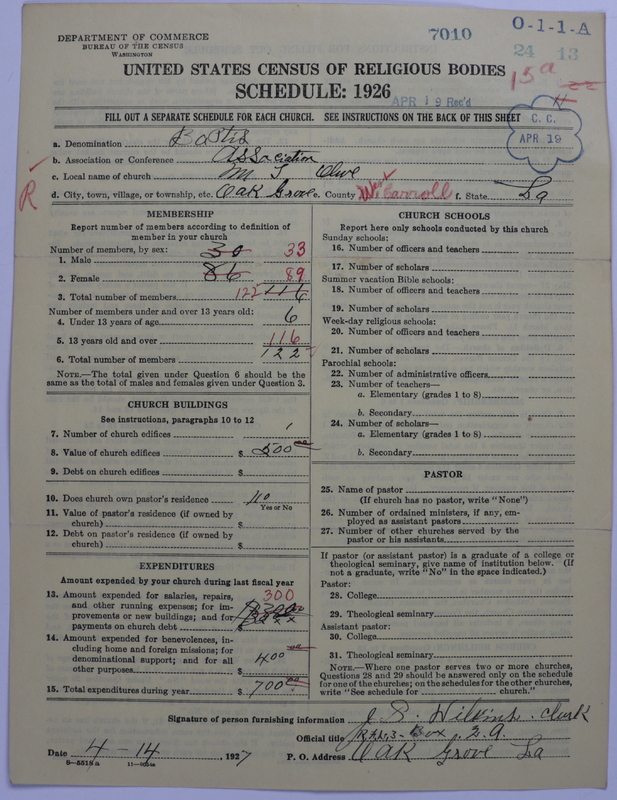 DEPARTMENT OF COMMERCE
BUREAU OF THE CENSUS
WASHINGTON
7010
O-1-1-A
24 13
15a
UNITED STATES CENSUS OF RELIGIOUS BODIES
SCHEDULE: 1926
APR 19 Rec'd
C. C.
APR 19
FILL OUT A SEPARATE SCHEDULE FOR EACH CHURCH. SEE INSTRUCTIONS ON THE BACK OF THIS SHEET
a. Denomination Bastis
b. Association or Conference Association
c. Local name of church M T Olive
d. City, town, village, or township, etc. Oak Grove e. County W. Carroll f. State La
R
MEMBERSHIP
Report number of members according to definition of
member in your church
Number of members, by sex:
1. Male 30 33
2. Female 86 89
3. Total number of members 122 116
Number of members under and over 13 years old:
4. Under 13 years of age 6
5. 13 years old and over 116
6. Total number of members 122
NOTE.—The total given under Question 6 should be
same as the total of males and females given under Question 3.
CHURCH BUILDINGS
See instructions, paragraphs 10 to 12
7. Number of church edifices 1
8. Value of church edifices $ 500 00
9. Debt on church edifices $
10. Does church own pastor's residence no
Yes or No
11. Value of pastor's residence (if owned by
church) $
12. Debt on pastor's residence (if owned by
church) $
EXPENDITURES
Amount expended by your church during last fiscal year
13. Amount expended for salaries, repairs,
and other running expenses; for im-
provements or new buildings; and for
payments on church debt $ 300
14. Amount expended for benevolences, in-
cluding home and foreign missions; for
denominational support; and for all
other purposes $ 400 00
15. Total expenditures during year $ 700 00
CHURCH SCHOOLS
Report here only schools conducted by this church
Sunday schools:
16. Number of officers and teachers
17. Number of scholars
Summer vacation Bible schools:
18. Number of officers and teachers
19. Number of scholars
Week-day religious schools:
20. Number of officers and teachers
21. Number of scholars
Parochial schools:
22. Number of administrative officers
23. Number of teachers—
a. Elementary (grades 1 to 8)
b. Secondary
24. Number of scholars—
a. Elementary (grades 1 to 8)
b. Secondary
PASTOR
25. Name of pastor
(If church has no pastor, write "None")
26. Number of ordained ministers, if any, em-
ployed as assistant pastors
27. Number of other churches served by the
pastor or his assistants
If pastor (or assistant pastor) is a graduate of a college or
theological seminary, give name of institution below. (If
not a graduate, write "No" in the space indicated.)
Pastor:
28. College
29. Theological seminary
Assistant pastor:
30. College
31. Theological seminary
NOTE.—Where one pastor serves two or more churches,
Questions 28 and 29 should be answered only on the schedule
for one of the churches; on the schedules for the other churches,
write "See schedule for church."
Signature of person furnishing information J. S. Wilkins. Clerk
Official title Box
Date 4-14, 1927 P. O. Address Oak Grove La